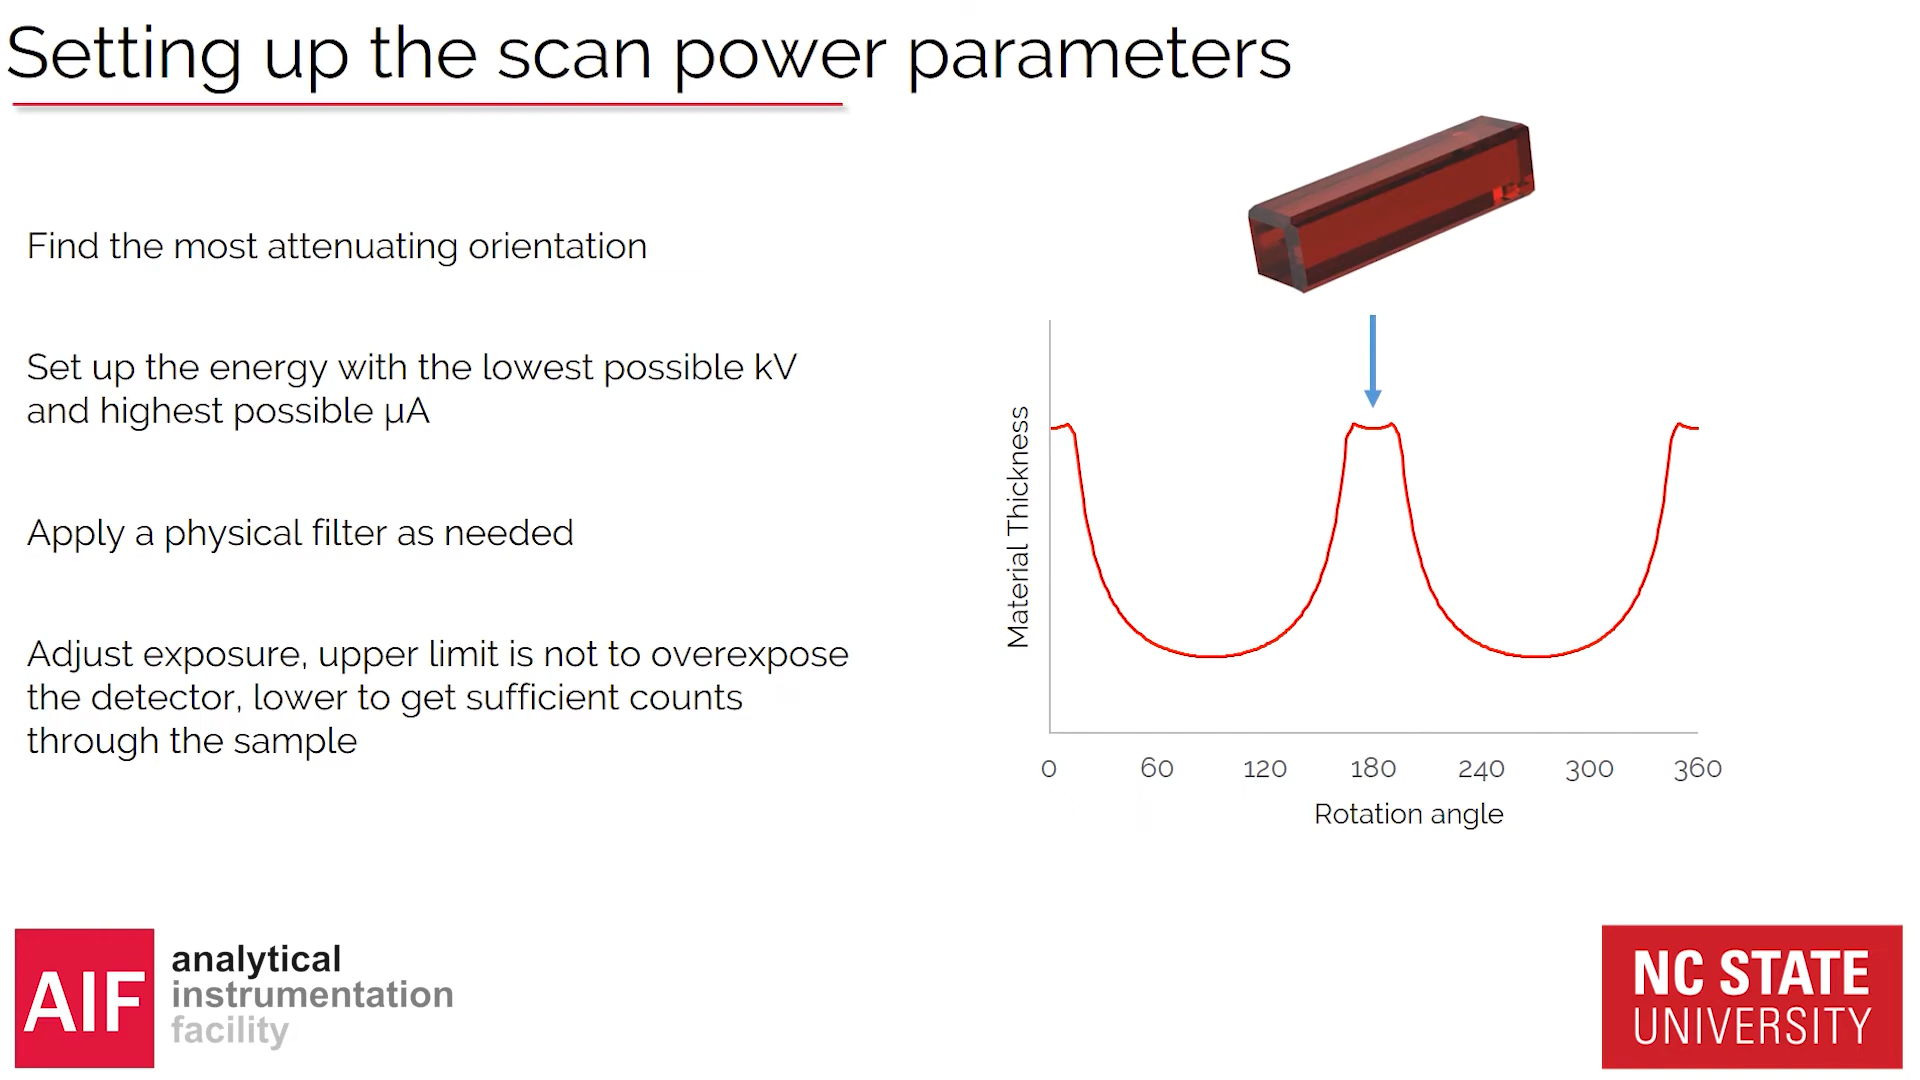 Setting up the scan power parameters
Find the most attenuating orientation
Set up the energy with the lowest possible kV
and highest possible µA
Apply a physical filter as needed
Adjust exposure, upper limit is not to overexpose
the detector, lower to get sufficient counts
through the sample
Material Thickness
0 60 120 180 240 300 360
Rotation angle
AIF
analytical
instrumentation
facility
NC STATE
UNIVERSITY